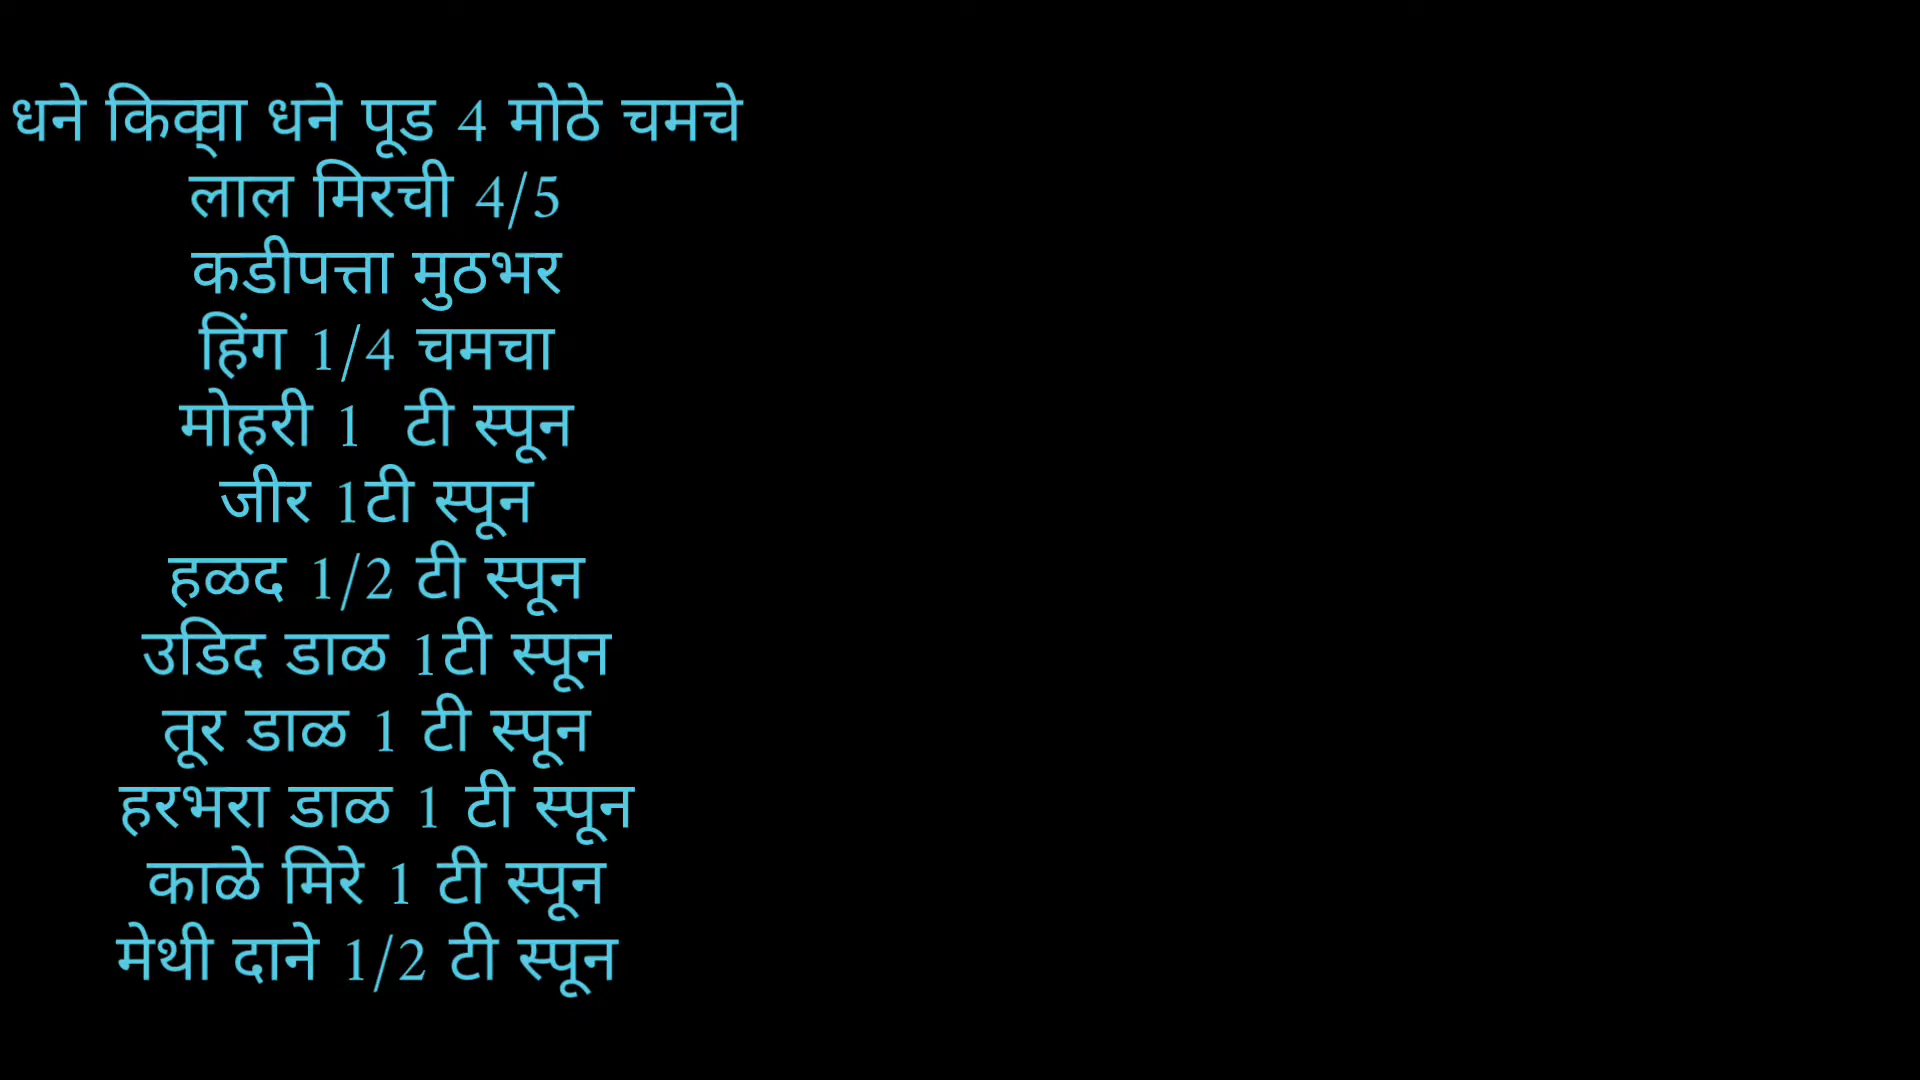 धने किव्वा धने पूड 4 मोठे चमचे
लाल मिरची 4/5
कडीपत्ता मुठभर
हिंग 1/4 चमचा
मोहरी 1 टी स्पून
जीर 1टी स्पून
हळद 1/2 टी स्पून
उडिद डाळ 1टी स्पून
तूर डाळ 1 टी स्पून
हरभरा डाळ 1 टी स्पून
काळे मिरे 1 टी स्पून
मेथी दाने 1/2 टी स्पून